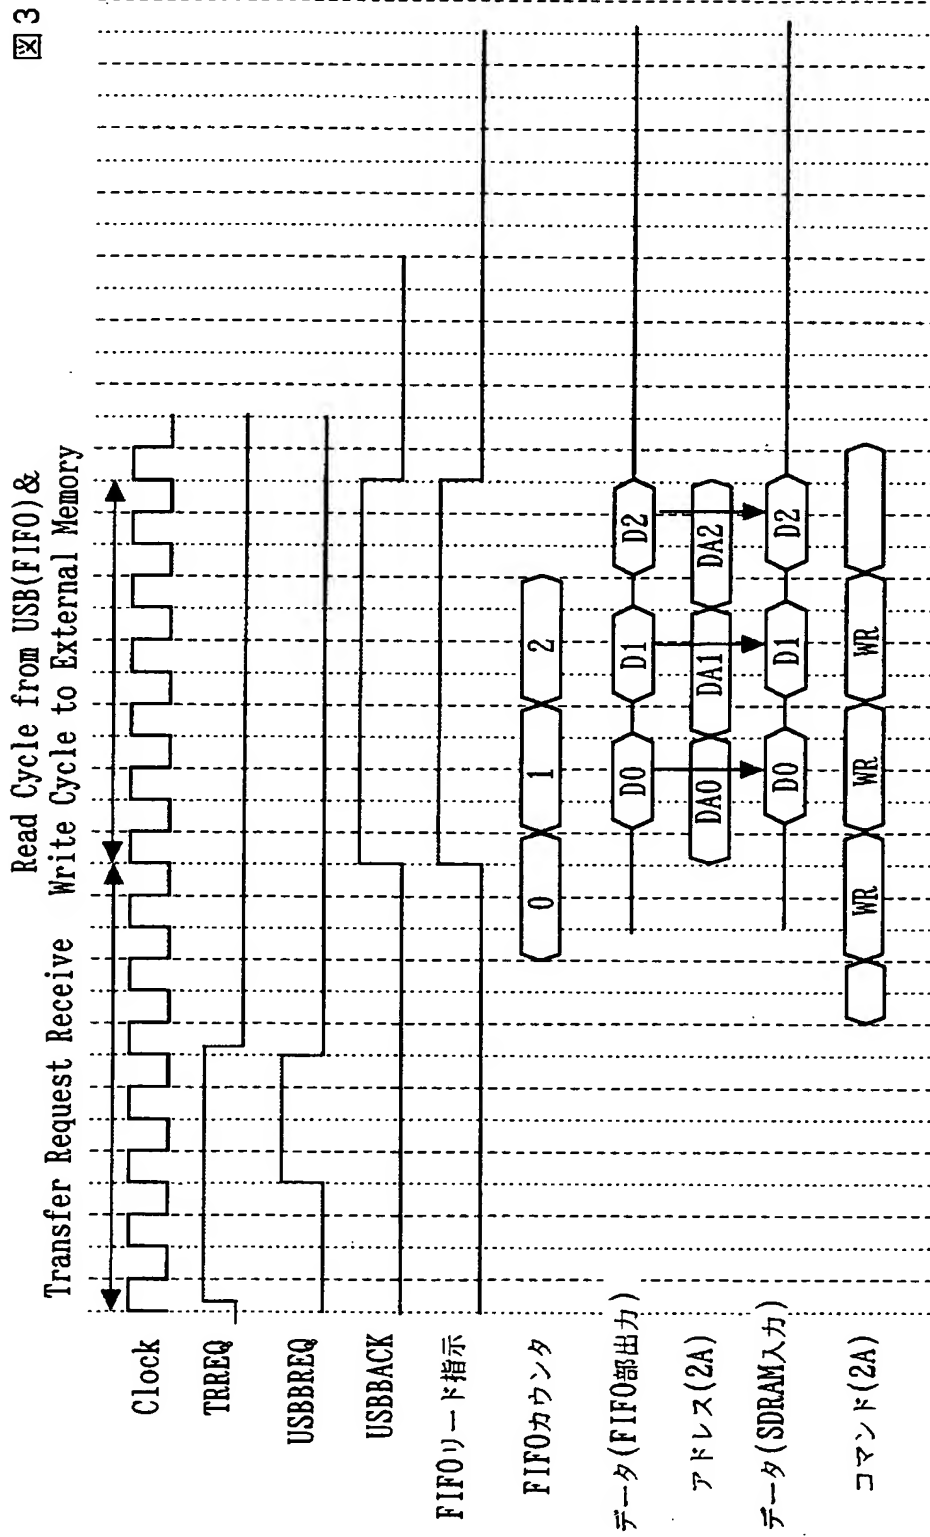 図3
Transfer Request Receive
Read Cycle from USB(FIFO)&
Write Cycle to External Memory
Clock
TRREQ
USBBREQ
USBBACK
FIFOリード指示
FIFOカウンタ
0
1
2
データ(FIFO部出力)
D0
D1
D2
アドレス(2A)
DA0
DA1
DA2
データ(SDRAM入力)
D0
D1
D2
コマンド(2A)
WR
WR
WR